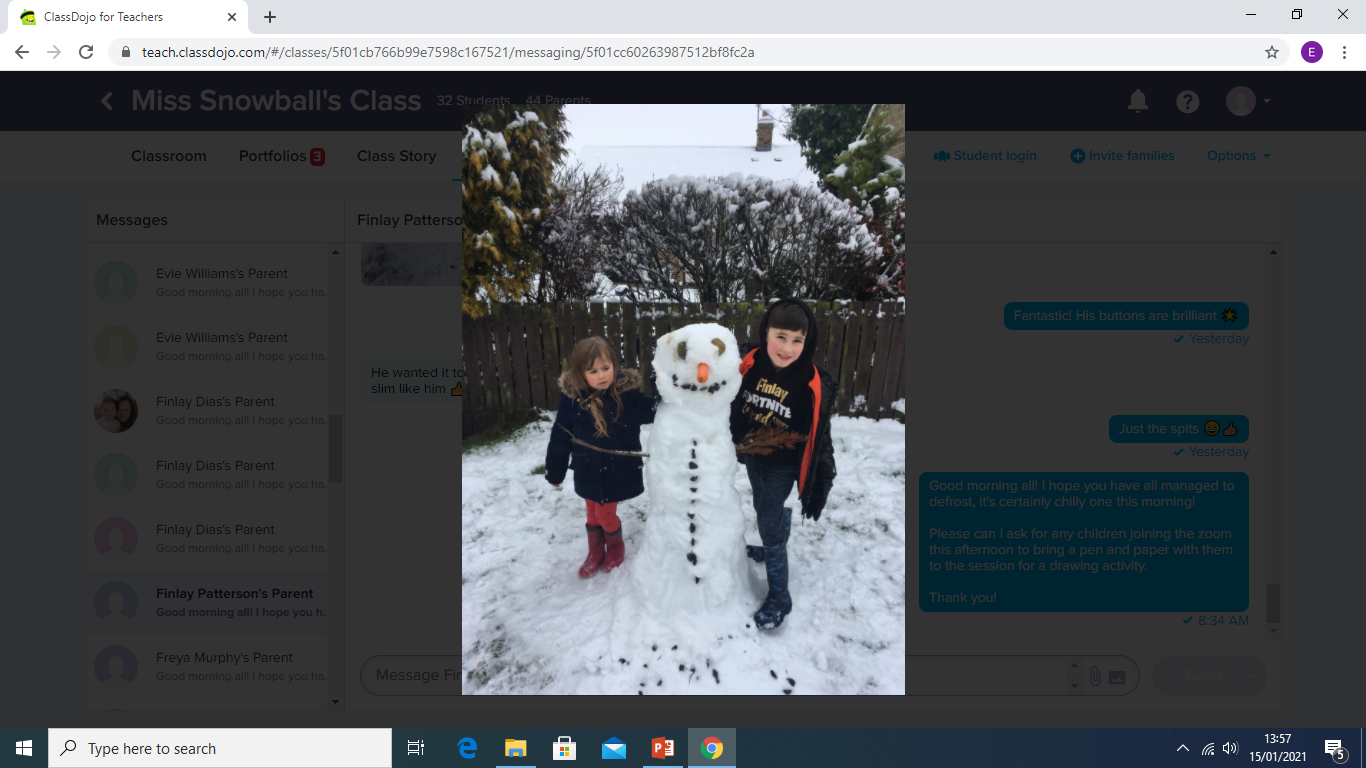 ClassDojo for Teachers
teach.classdojo.com/#/classes/5f01cb766b99e7598c167521/messaging/5f01cc60263987512bf8fc2a
E
Miss Snowball's Class 32 Students 44 Parents
Classroom Portfolios 3 Class Story Student login Invite families Options
Messages
Finlay Patterso
Evie Williams's Parent
Good morning all! I hope you ha...
Evie Williams's Parent
Good morning all! I hope you ha...
Finlay Dias's Parent
Good morning all! I hope you ha...
Finlay Dias's Parent
Good morning all! I hope you ha...
Finlay Dias's Parent
Good morning all! I hope you ha...
Finlay Patterson's Parent
Good morning all! I hope you h...
Freya Murphy's Parent
Good morning all! I hope you ha...
Fantastic! His buttons are brilliant 🌟
Yesterday
He wanted it to
slim like him 👍
Finlay
FORTNITE
Just the spits 😄👍
Yesterday
Good morning all! I hope you have all managed to
defrost, it's certainly chilly one this morning!
Please can I ask for any children joining the zoom
this afternoon to bring a pen and paper with them
to the session for a drawing activity.
Thank you!
8:34 AM
Message Fin
Send
Type here to search
13:57
15/01/2021
5